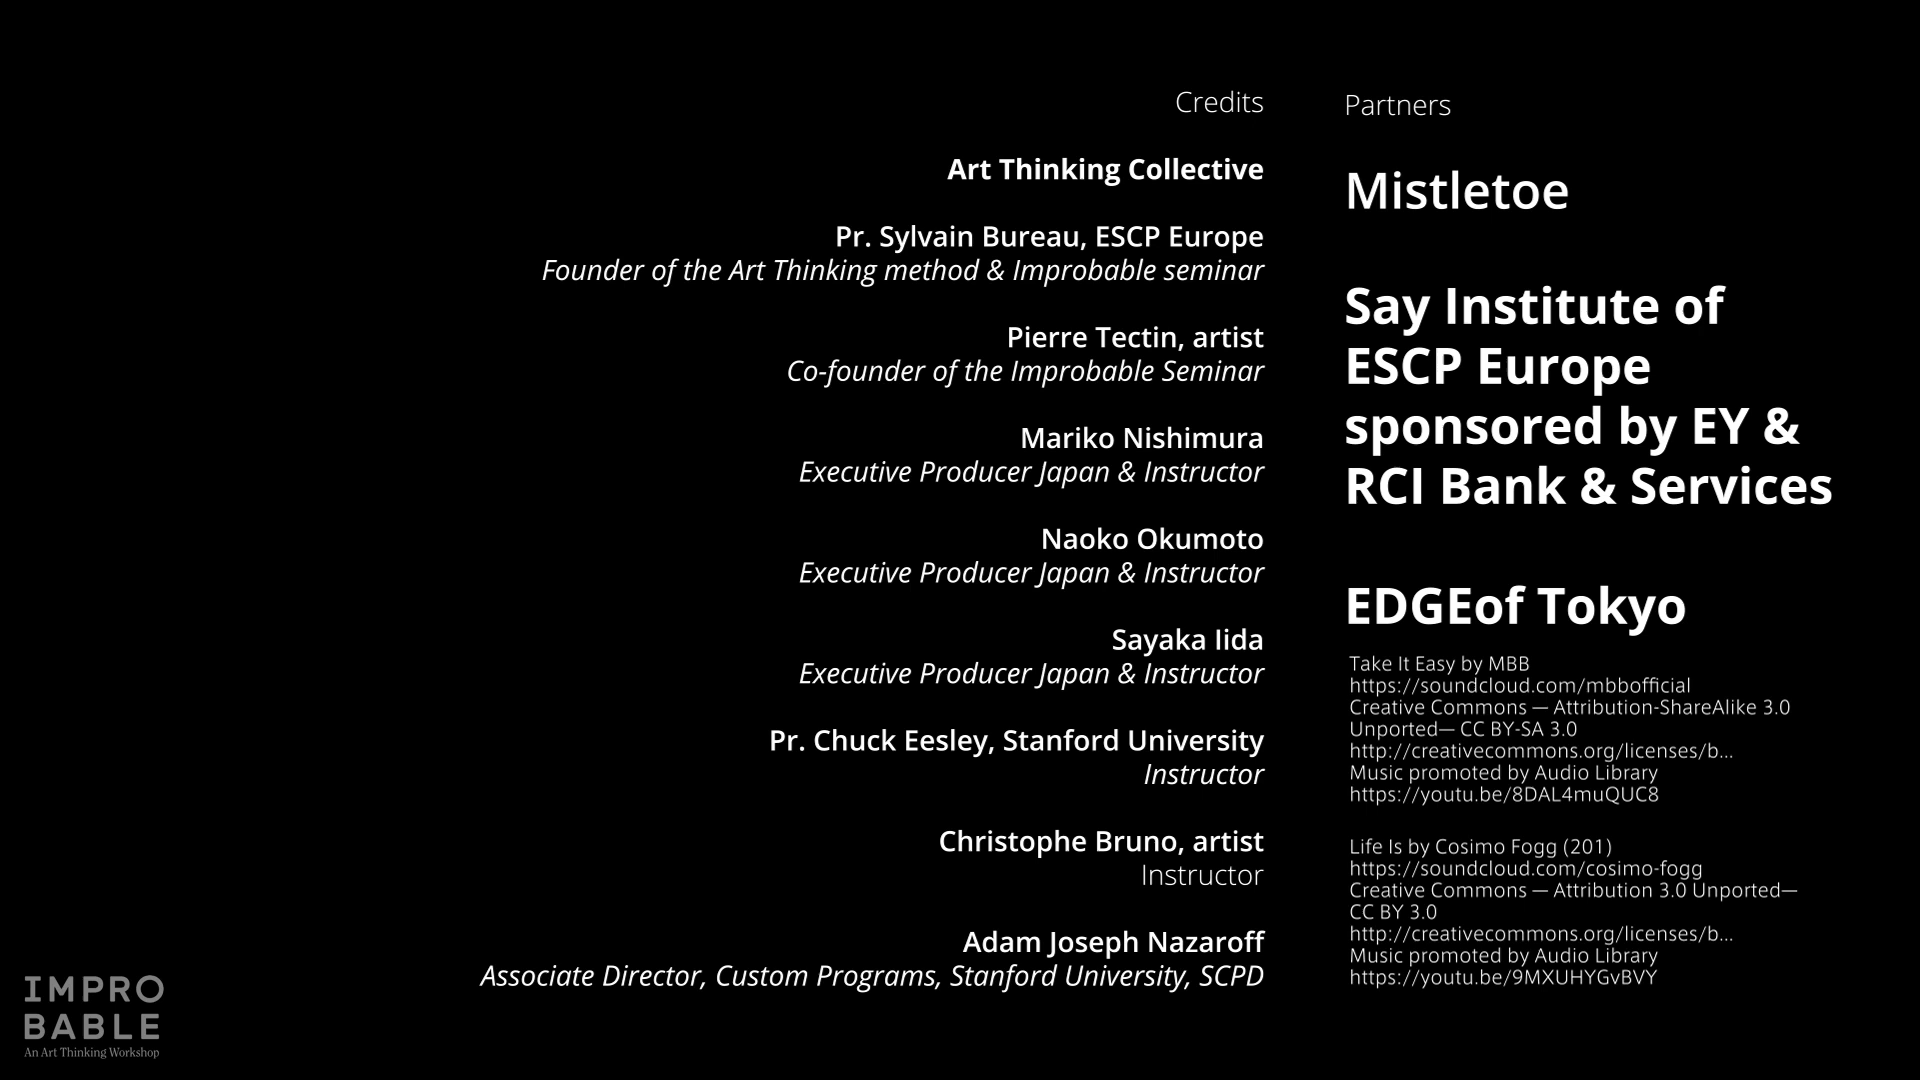 Credits
Art Thinking Collective
Pr. Sylvain Bureau, ESCP Europe
Founder of the Art Thinking method & Improbable seminar
Pierre Tectin, artist
Co-founder of the Improbable Seminar
Mariko Nishimura
Executive Producer Japan & Instructor
Naoko Okumoto
Executive Producer Japan & Instructor
Sayaka Iida
Executive Producer Japan & Instructor
Pr. Chuck Eesley, Stanford University
Instructor
Christophe Bruno, artist
Instructor
Adam Joseph Nazaroff
Associate Director, Custom Programs, Stanford University, SCPD
Partners
Mistletoe
Say Institute of
ESCP Europe
sponsored by EY &
RCI Bank & Services
EDGEof Tokyo
Take It Easy by MBB
https://soundcloud.com/mbbofficial
Creative Commons — Attribution-ShareAlike 3.0
Unported— CC BY-SA 3.0
http://creativecommons.org/licenses/b...
Music promoted by Audio Library
https://youtu.be/8DAL4muQUC8
Life Is by Cosimo Fogg (201)
https://soundcloud.com/cosimo-fogg
Creative Commons — Attribution 3.0 Unported—
CC BY 3.0
http://creativecommons.org/licenses/b...
Music promoted by Audio Library
https://youtu.be/9MXUHYGvBVY
IMPRO
BABLE
An Art Thinking Workshop